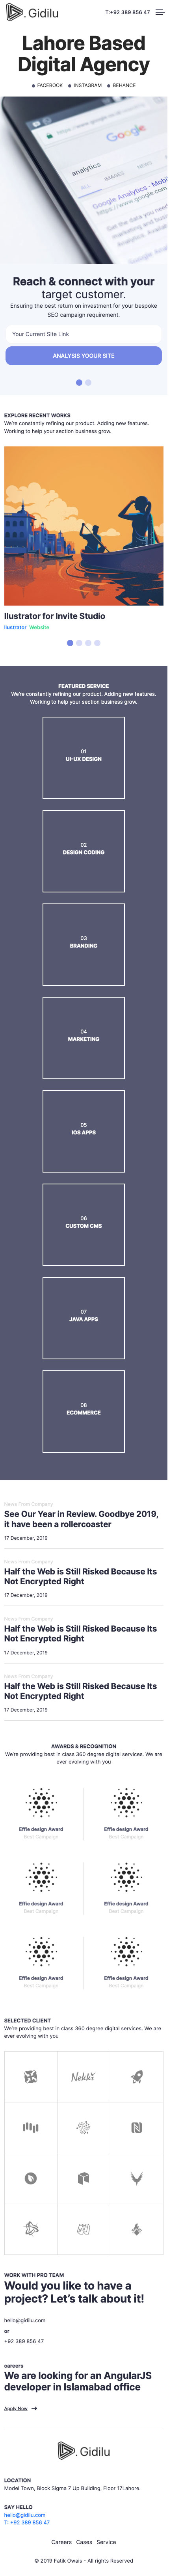 Gidilu
T:+92 389 856 47
Lahore Based
Digital Agency
FACEBOOK
INSTAGRAM
BEHANCE
analytics
Google Analytics - Mobi
Reach & connect with your
target customer.
Ensuring the best return on investment for your bespoke
SEO campaign requirement.
Your Current Site Link
ANALYSIS YOOUR SITE
EXPLORE RECENT WORKS
We're constantly refining our product. Adding new features.
Working to help your section business grow.
Ilustrator for Invite Studio
Ilustrator Website
FEATURED SERVICE
We're constantly refining our product. Adding new features.
Working to help your section business grow.
01
UI-UX DESIGN
02
DESIGN CODING
03
BRANDING
04
MARKETING
05
IOS APPS
06
CUSTOM CMS
07
JAVA APPS
08
ECOMMERCE
News From Company
See Our Year in Review. Goodbye 2019,
it have been a rollercoaster
17 December, 2019
News From Company
Half the Web is Still Risked Because Its
Not Encrypted Right
17 December, 2019
News From Company
Half the Web is Still Risked Because Its
Not Encrypted Right
17 December, 2019
News From Company
Half the Web is Still Risked Because Its
Not Encrypted Right
17 December, 2019
AWARDS & RECOGNITION
We're providing best in class 360 degree digital services. We are
ever evolving with you
Effie design Award
Best Campaign
Effie design Award
Best Campaign
Effie design Award
Best Campaign
Effie design Award
Best Campaign
Effie design Award
Best Campaign
Effie design Award
Best Campaign
SELECTED CLIENT
We're providing best in class 360 degree digital services. We are
ever evolving with you
Nekki
WORK WITH PRO TEAM
Would you like to have a
project? Let's talk about it!
hello@gidilu.com
or
+92 389 856 47
careers
We are looking for an AngularJS
developer in Islamabad office
Apply Now
Gidilu
LOCATION
Model Town, Block Sigma 7 Up Building, Floor 17Lahore.
SAY HELLO
hello@gidilu.com
T: +92 389 856 47
Careers Cases Service
© 2019 Fatik Owais - All rights Reserved